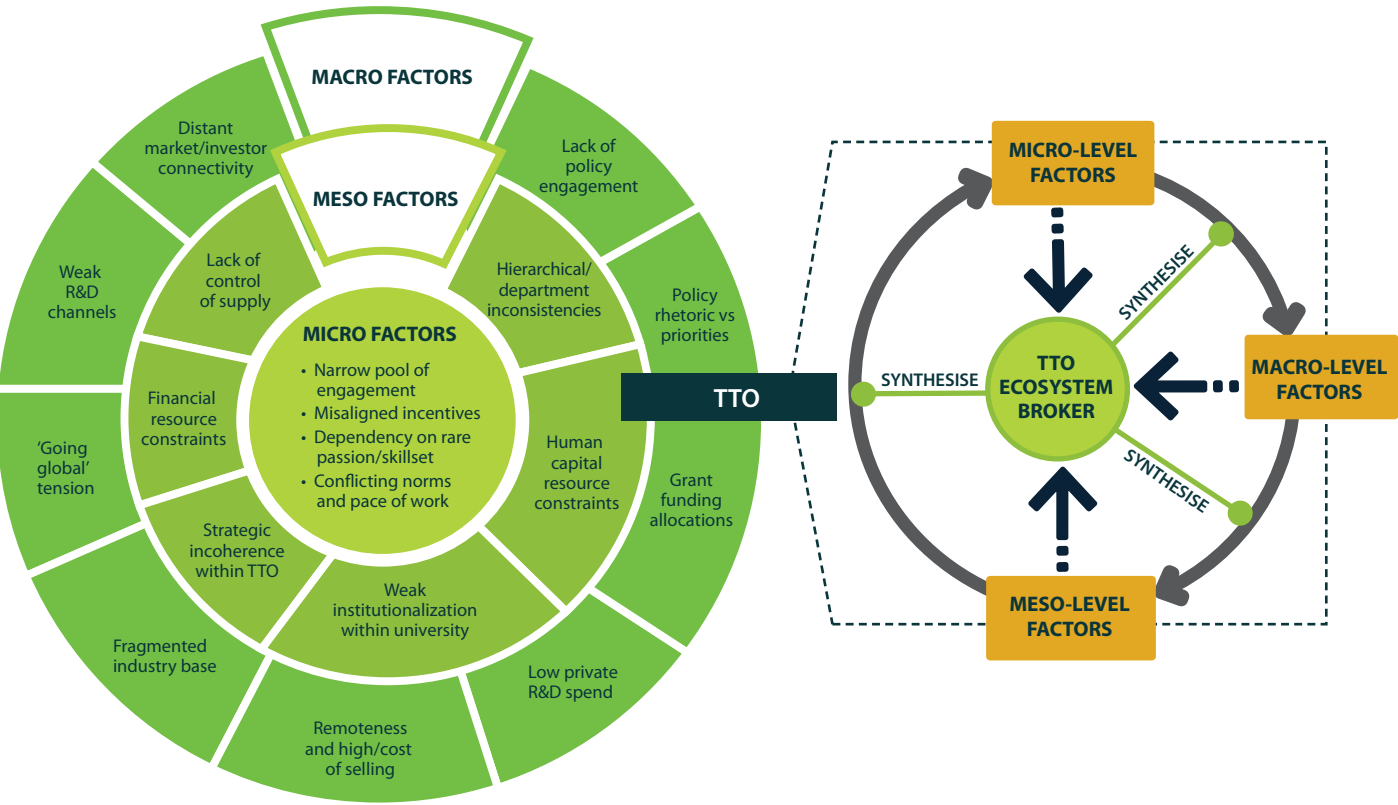 MACRO FACTORS
Lack of
policy
engagement
Policy
rhetoric vs
priorities
Grant
funding
allocations
Low private
R&D spend
Remoteness
and high/cost
of selling
Fragmented
industry base
‘Going
global’
tension
Weak
R&D
channels
Distant
market/investor
connectivity
MESO FACTORS
Hierarchical/
department
inconsistencies
Human
capital
resource
constraints
Weak
institutionalization
within university
Strategic
incoherence
within TTO
Financial
resource
constraints
Lack of
control
of supply
MICRO FACTORS
• Narrow pool of
engagement
• Misaligned incentives
• Dependency on rare
passion/skillset
• Conflicting norms
and pace of work
TTO
MICRO-LEVEL
FACTORS
SYNTHESISE
MACRO-LEVEL
FACTORS
SYNTHESISE
MESO-LEVEL
FACTORS
SYNTHESISE
TTO
ECOSYSTEM
BROKER